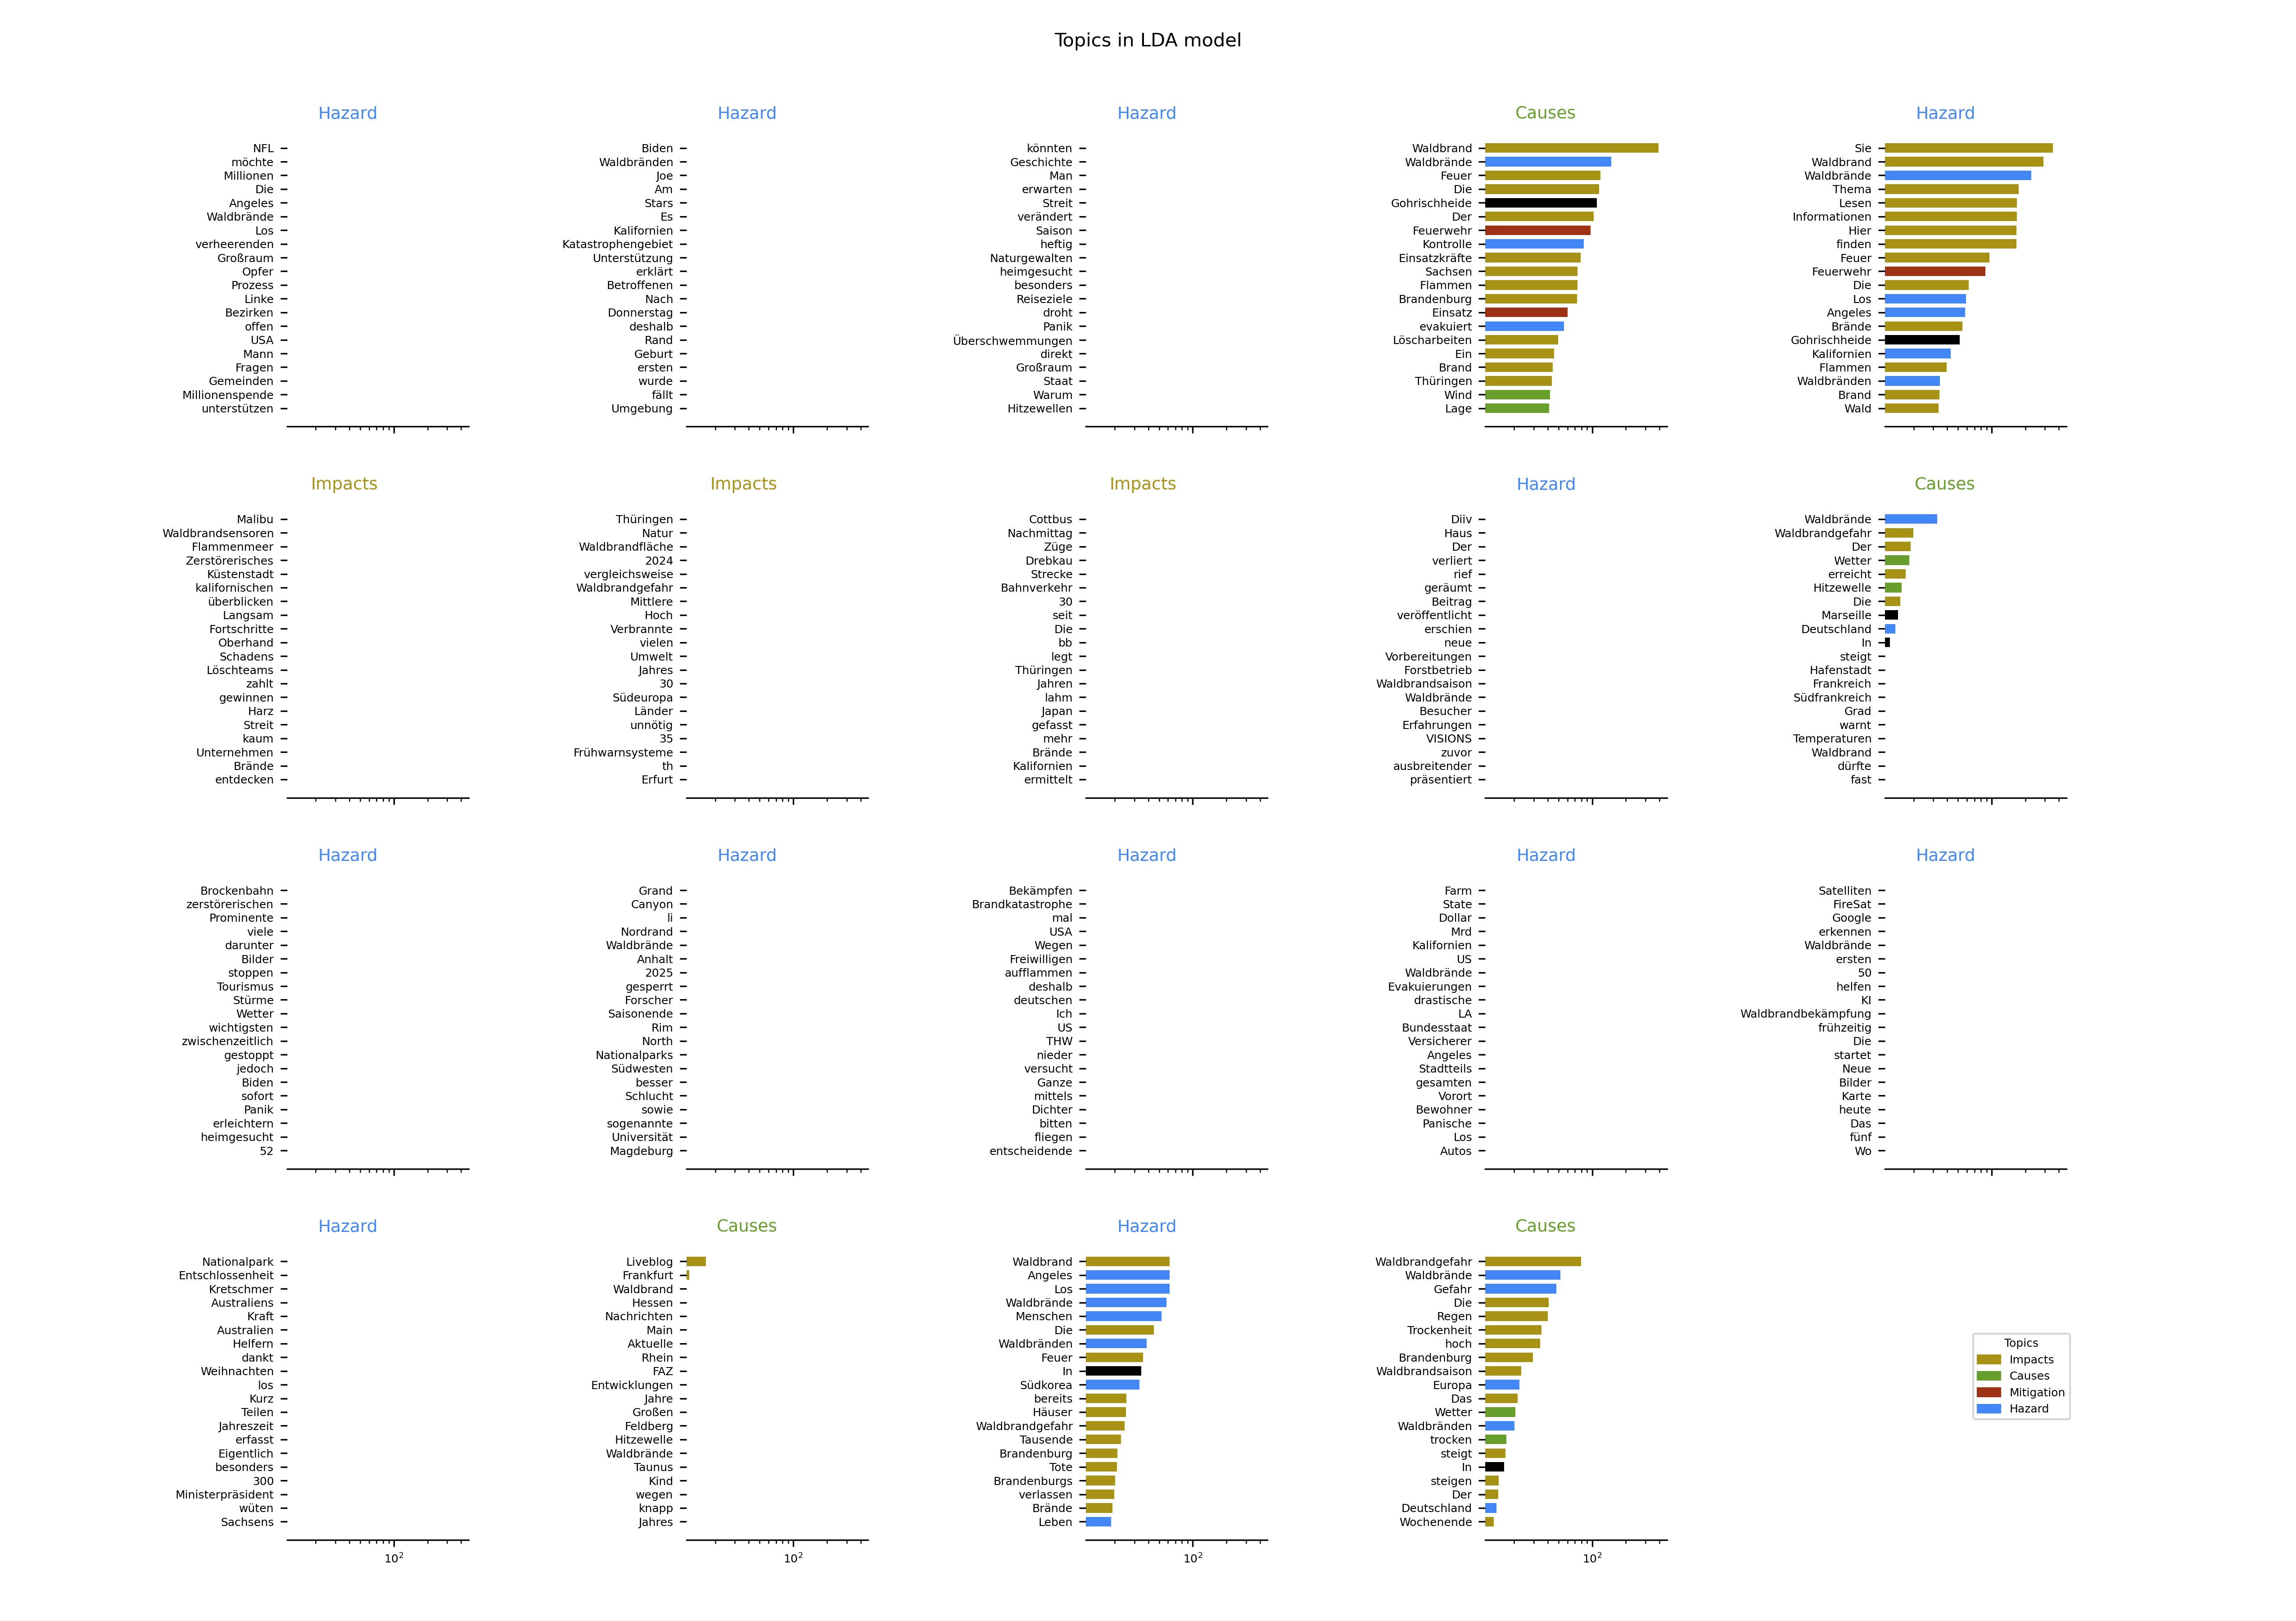 Topics in LDA model
Hazard
NFL
möchte
Millionen
Die
Angeles
Waldbrände
Los
verheerenden
Großraum
Opfer
Prozess
Linke
Bezirken
offen
USA
Mann
Fragen
Gemeinden
Millionenspende
unterstützen
Hazard
Biden
Waldbränden
Joe
Am
Stars
Es
Kalifornien
Katastrophengebiet
Unterstützung
erklärt
Betroffenen
Nach
Donnerstag
deshalb
Rand
Geburt
ersten
wurde
fällt
Umgebung
Hazard
könnten
Geschichte
Man
erwarten
Streit
verändert
Saison
heftig
Naturgewalten
heimgesucht
besonders
Reiseziele
droht
Panik
Überschwemmungen
direkt
Großraum
Staat
Warum
Hitzewellen
Causes
Waldbrand
Waldbrände
Feuer
Die
Gohrischheide
Der
Feuerwehr
Kontrolle
Einsatzkräfte
Sachsen
Flammen
Brandenburg
Einsatz
evakuiert
Löscharbeiten
Ein
Brand
Thüringen
Wind
Lage
Hazard
Sie
Waldbrand
Waldbrände
Thema
Lesen
Informationen
Hier
finden
Feuer
Feuerwehr
Die
Los
Angeles
Brände
Gohrischheide
Kalifornien
Flammen
Waldbränden
Brand
Wald
Impacts
Malibu
Waldbrandsensoren
Flammenmeer
Zerstörerisches
Küstenstadt
kalifornischen
überblicken
Langsam
Fortschritte
Oberhand
Schadens
Löschteams
zahlt
gewinnen
Harz
Streit
kaum
Unternehmen
Brände
entdecken
Impacts
Thüringen
Natur
Waldbrandfläche
2024
vergleichsweise
Waldbrandgefahr
Mittlere
Hoch
Verbrannte
vielen
Umwelt
Jahres
30
Südeuropa
Länder
unnötig
35
Frühwarnsysteme
th
Erfurt
Impacts
Cottbus
Nachmittag
Züge
Drebkau
Strecke
Bahnverkehr
30
seit
Die
bb
legt
Thüringen
Jahren
lahm
Japan
gefasst
mehr
Brände
Kalifornien
ermittelt
Hazard
Diiv
Haus
Der
verliert
rief
geräumt
Beitrag
veröffentlicht
erschien
neue
Vorbereitungen
Forstbetrieb
Waldbrandsaison
Waldbrände
Besucher
Erfahrungen
VISIONS
zuvor
ausbreitender
präsentiert
Causes
Waldbrände
Waldbrandgefahr
Der
Wetter
erreicht
Hitzewelle
Die
Marseille
Deutschland
In
steigt
Hafenstadt
Frankreich
Südfrankreich
Grad
warnt
Temperaturen
Waldbrand
dürfte
fast
Hazard
Brockenbahn
zerstörerischen
Prominente
viele
darunter
Bilder
stoppen
Tourismus
Stürme
Wetter
wichtigsten
zwischenzeitlich
gestoppt
jedoch
Biden
sofort
Panik
erleichtern
heimgesucht
52
Hazard
Grand
Canyon
li
Nordrand
Waldbrände
Anhalt
2025
gesperrt
Forscher
Saisonende
Rim
North
Nationalparks
Südwesten
besser
Schlucht
sowie
sogenannte
Universität
Magdeburg
Hazard
Bekämpfen
Brandkatastrophe
mal
USA
Wegen
Freiwilligen
aufflammen
deshalb
deutschen
Ich
US
THW
nieder
versucht
Ganze
mittels
Dichter
bitten
fliegen
entscheidende
Hazard
Farm
State
Dollar
Mrd
Kalifornien
US
Waldbrände
Evakuierungen
drastische
LA
Bundesstaat
Versicherer
Angeles
Stadtteils
gesamten
Vorort
Bewohner
Panische
Los
Autos
Hazard
Satelliten
FireSat
Google
erkennen
Waldbrände
ersten
50
helfen
KI
Waldbrandbekämpfung
frühzeitig
Die
startet
Neue
Bilder
Karte
heute
Das
fünf
Wo
Hazard
Nationalpark
Entschlossenheit
Kretschmer
Australiens
Kraft
Australien
Helfern
dankt
Weihnachten
los
Kurz
Teilen
Jahreszeit
erfasst
Eigentlich
besonders
300
Ministerpräsident
wüten
Sachsens
10²
Causes
Liveblog
Frankfurt
Waldbrand
Hessen
Nachrichten
Main
Aktuelle
Rhein
FAZ
Entwicklungen
Jahre
Großen
Feldberg
Hitzewelle
Waldbrände
Taunus
Kind
wegen
knapp
Jahres
10²
Hazard
Waldbrand
Angeles
Los
Waldbrände
Menschen
Die
Waldbränden
Feuer
In
Südkorea
bereits
Häuser
Waldbrandgefahr
Tausende
Brandenburg
Tote
Brandenburgs
verlassen
Brände
Leben
10²
Causes
Waldbrandgefahr
Waldbrände
Gefahr
Die
Regen
Trockenheit
hoch
Brandenburg
Waldbrandsaison
Europa
Das
Wetter
Waldbränden
trocken
steigt
In
steigen
Der
Deutschland
Wochenende
10²
Topics
Impacts
Causes
Mitigation
Hazard